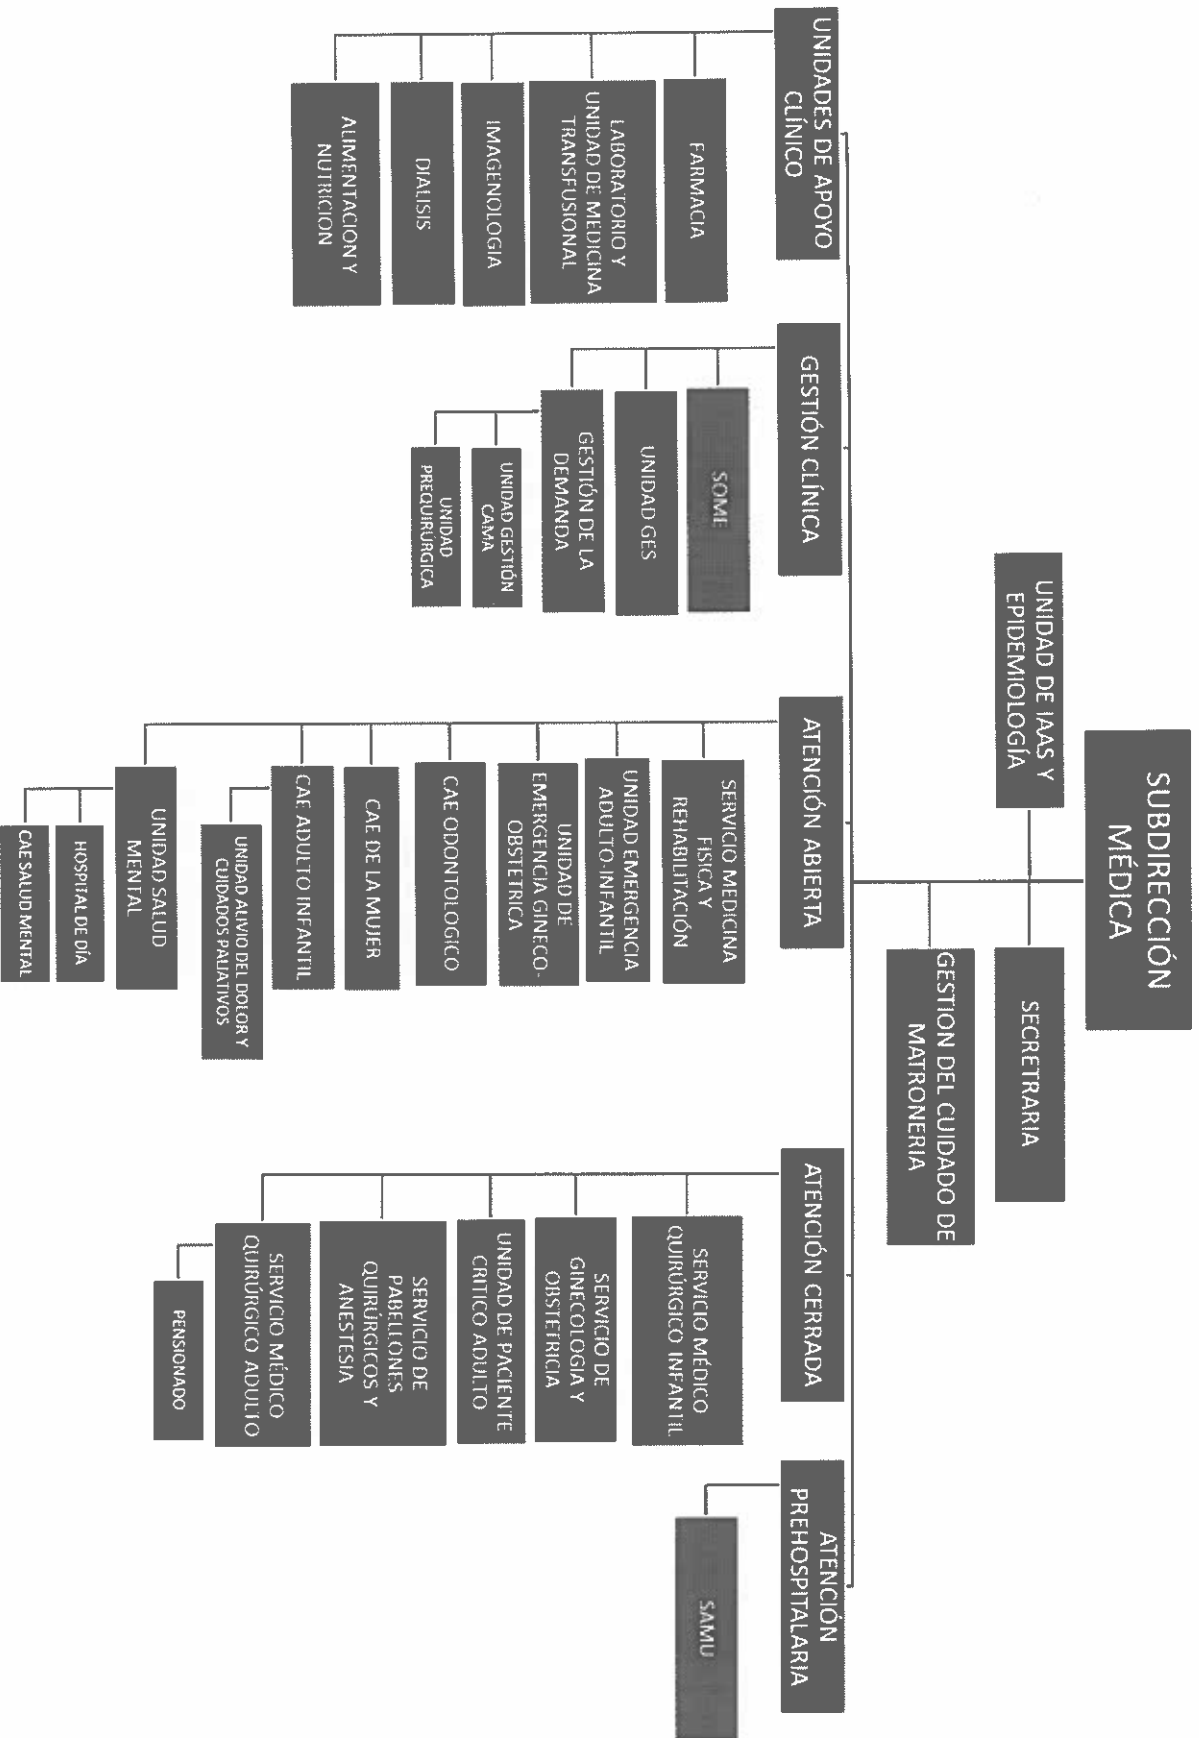 SUBDIRECCIÓN
MÉDICA
UNIDAD DE IAAS Y
EPIDEMIOLOGÍA
SECRETRARIA
GESTION DEL CUIDADO DE
MATRONERIA
UNIDADES DE APOYO
CLÍNICO
FARMACIA
LABORATORIO Y
UNIDAD DE MEDICINA
TRANSFUSIONAL
IMAGENOLOGIA
DIALISIS
ALIMENTACION Y
NUTRICION
GESTIÓN CLÍNICA
SOME
UNIDAD GES
GESTIÓN DE LA
DEMANDA
UNIDAD GESTIÓN
CAMA
UNIDAD
PREQUIRÚRGICA
ATENCIÓN ABIERTA
SERVICIO MEDICINA
FISICA Y
REHABILITACIÓN
UNIDAD EMERGENCIA
ADULTO-INFANTIL
UNIDAD DE
EMERGENCIA GINECO-
OBSTETRICA
CAE ODONTOLOGICO
CAE DE LA MUJER
CAE ADULTO INFANTIL
UNIDAD ALIVIO DEL DOLOR Y
CUIDADOS PALIATIVOS
UNIDAD SALUD
MENTAL
HOSPITAL DE DÍA
CAE SALUD MENTAL
ATENCIÓN CERRADA
SERVICIO MÉDICO
QUIRÚRGICO INFANTIL
SERVICIO DE
GINECOLOGIA Y
OBSTETRICIA
UNIDAD DE PACIENTE
CRITICO ADULTO
SERVICIO DE
PABELLONES
QUIRÚRGICOS Y
ANESTESIA
SERVICIO MÉDICO
QUIRÚRGICO ADULTO
PENSIONADO
ATENCIÓN
PREHOSPITALARIA
SAMU